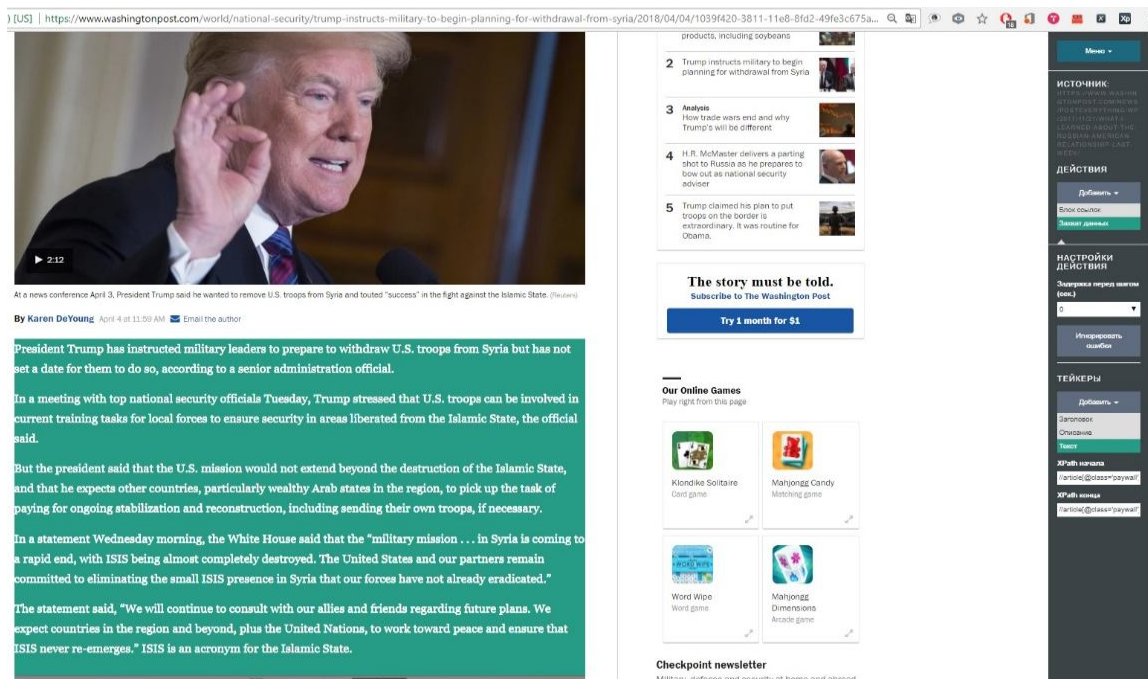 ) [US] https://www.washingtonpost.com/world/national-security/trump-instructs-military-to-begin-planning-for-withdrawal-from-syria/2018/04/04/1039f420-3811-11e8-8fd2-49fe3c675a...
▶ 2:12
At a news conference April 3, President Trump said he wanted to remove U.S. troops from Syria and touted “success” in the fight against the Islamic State. (Reuters)
By Karen DeYoung April 4 at 11:59 AM Email the author
President Trump has instructed military leaders to prepare to withdraw U.S. troops from Syria but has not
set a date for them to do so, according to a senior administration official.
In a meeting with top national security officials Tuesday, Trump stressed that U.S. troops can be involved in
current training tasks for local forces to ensure security in areas liberated from the Islamic State, the official
said.
But the president said that the U.S. mission would not extend beyond the destruction of the Islamic State,
and that he expects other countries, particularly wealthy Arab states in the region, to pick up the task of
paying for ongoing stabilization and reconstruction, including sending their own troops, if necessary.
In a statement Wednesday morning, the White House said that the “military mission . . . in Syria is coming to
a rapid end, with ISIS being almost completely destroyed. The United States and our partners remain
committed to eliminating the small ISIS presence in Syria that our forces have not already eradicated.”
The statement said, “We will continue to consult with our allies and friends regarding future plans. We
expect countries in the region and beyond, plus the United Nations, to work toward peace and ensure that
ISIS never re-emerges.” ISIS is an acronym for the Islamic State.
products, including soybeans
2 Trump instructs military to begin
planning for withdrawal from Syria
3 Analysis
How trade wars end and why
Trump's will be different
4 H.R. McMaster delivers a parting
shot to Russia as he prepares to
bow out as national security
adviser
5 Trump claimed his plan to put
troops on the border is
extraordinary. It was routine for
Obama.
The story must be told.
Subscribe to The Washington Post
Try 1 month for $1
Our Online Games
Play right from this page
Klondike Solitaire
Card game
Mahjongg Candy
Matching game
Word Wipe
Word game
Mahjongg
Dimensions
Arcade game
Checkpoint newsletter
Military, defense and security at home and abroad.
Меню
ИСТОЧНИК:
ДЕЙСТВИЯ
Добавить
Блок ссылок
Захват данных
НАСТРОЙКИ
ДЕЙСТВИЯ
Задержка перед шагом
(сек.)
0
Игнорировать
ошибки
ТЕЙКЕРЫ
Добавить
Заголовок
Описание
Текст
XPath начала
//article[@class='paywall'
XPath конца
//article[@class='paywall'